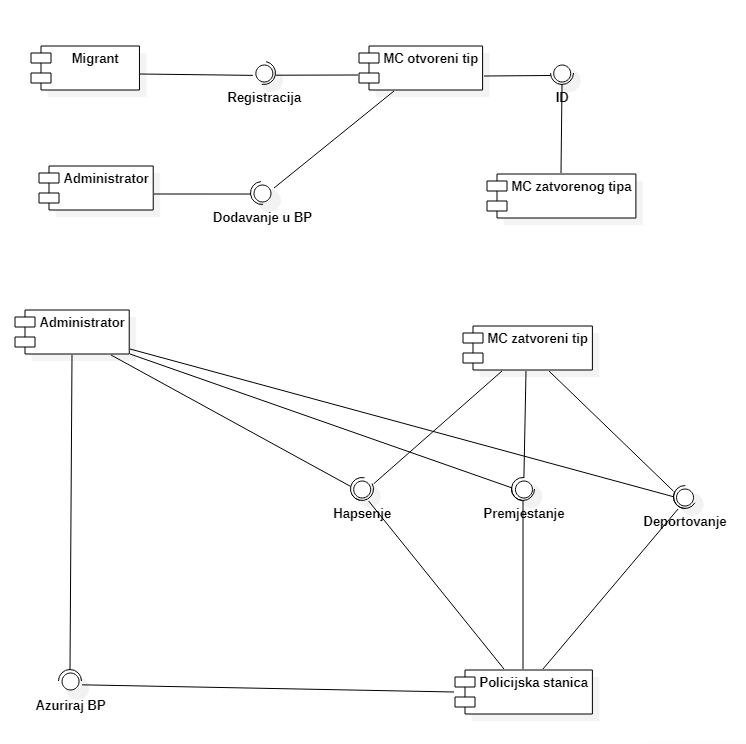 Migrant
MC otvoreni tip
Registracija
ID
Administrator
MC zatvorenog tipa
Dodavanje u BP
Administrator
MC zatvoreni tip
Hapsenje
Premjestanje
Deportovanje
Policijska stanica
Azuriraj BP